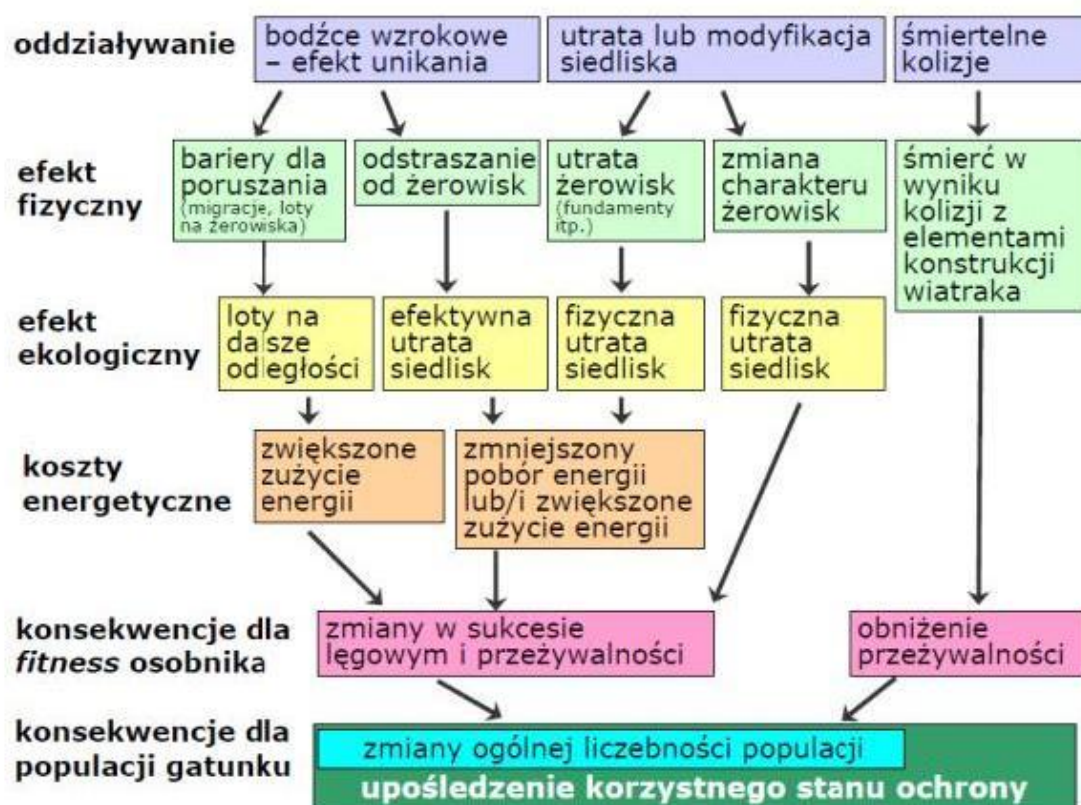 oddziaływanie
bodźce wzrokowe
– efekt unikania
utrata lub modyfikacja
siedliska
śmiertelne
kolizje
efekt
fizyczny
bariery dla
poruszania
(migracje, loty
na żerowiska)
odstraszanie
od żerowisk
utrata
żerowisk
(fundamenty
itp.)
zmiana
charakteru
żerowisk
śmierć w
wyniku
kolizji z
elementami
konstrukcji
wiatraka
efekt
ekologiczny
loty na
dalsze
odległości
efektywna
utrata
siedlisk
fizyczna
utrata
siedlisk
fizyczna
utrata
siedlisk
koszty
energetyczne
zwiększone
zużycie
energii
zmniejszony
pobór energii
lub/i zwiększone
zużycie energii
konsekwencje dla
fitness osobnika
zmiany w sukcesie
lęgowym i przeżywalności
obniżenie
przeżywalności
konsekwencje dla
populacji gatunku
zmiany ogólnej liczebności populacji
upośledzenie korzystnego stanu ochrony